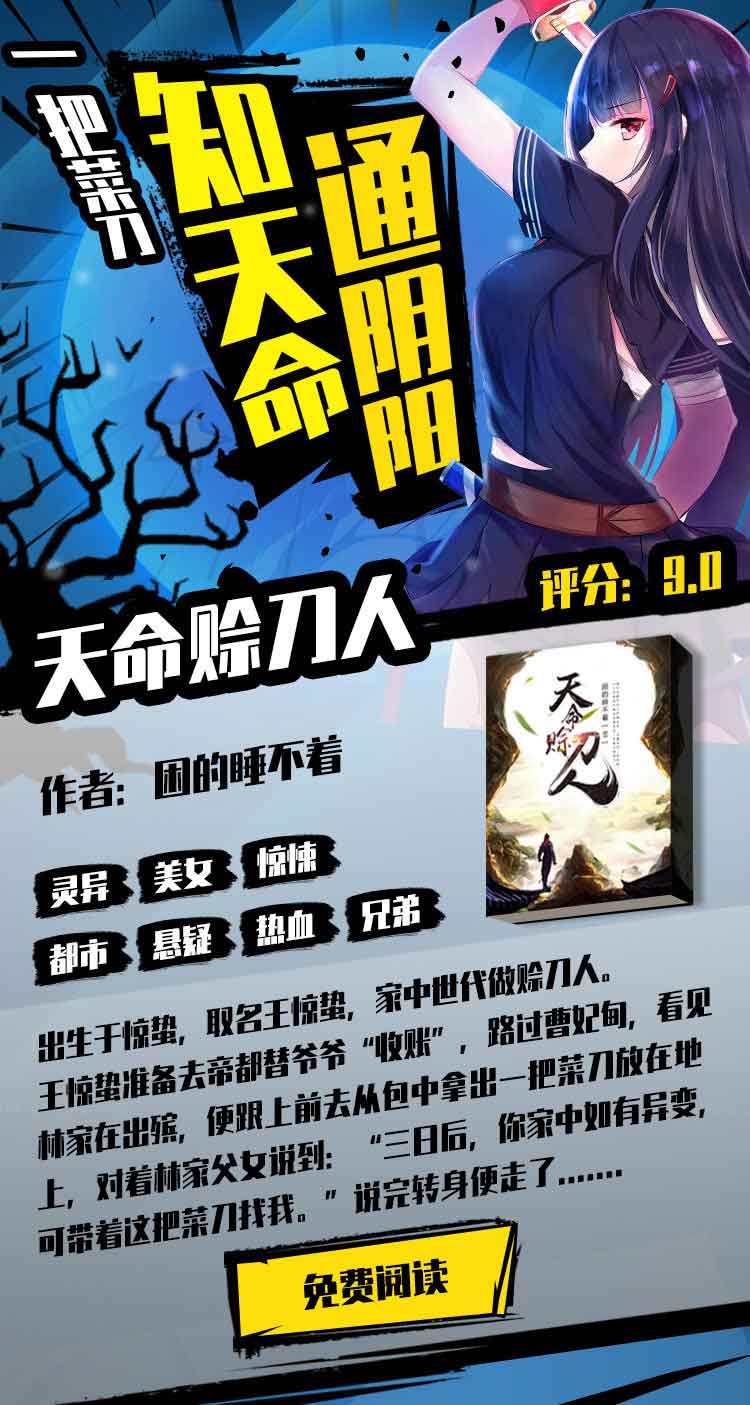 一把菜刀
知天命
通阴阳
评分：9.0
天命赊刀人
作者：困的睡不着
天命赊刀人
灵异 美女 惊悚
都市 悬疑 热血 兄弟
出生于惊蛰，取名王惊蛰，家中世代做赊刀人。
王惊蛰准备去帝都替爷爷“收账”，路过曹妃甸，看见
林家在出殡，便跟上前去从包中拿出一把菜刀放在地
上，对着林家父女说到：“三日后，你家中如有异变，
可带着这把菜刀找我。”说完转身便走了.......
免费阅读